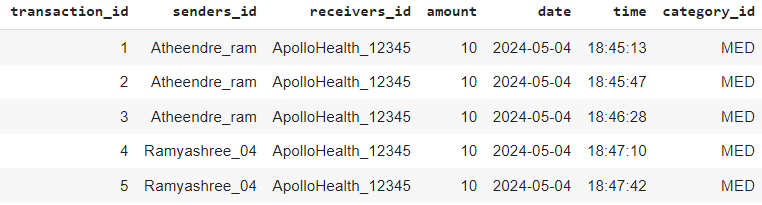 transaction_id senders_id receivers_id amount date time category_id
1 Atheendre_ram ApolloHealth_12345 10 2024-05-04 18:45:13 MED
2 Atheendre_ram ApolloHealth_12345 10 2024-05-04 18:45:47 MED
3 Atheendre_ram ApolloHealth_12345 10 2024-05-04 18:46:28 MED
4 Ramyashree_04 ApolloHealth_12345 10 2024-05-04 18:47:10 MED
5 Ramyashree_04 ApolloHealth_12345 10 2024-05-04 18:47:42 MED